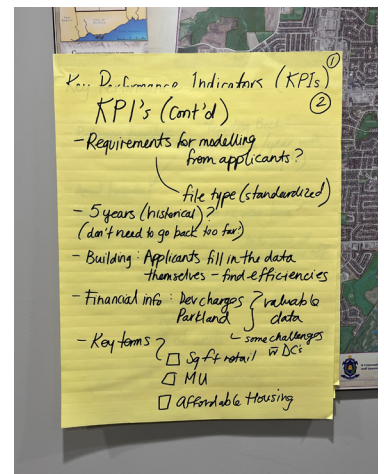 Key Performance Indicators (KPIs) ①
KPI's (Cont'd) ②
- Requirements for modelling
from applicants?
file type (standardized)
- 5 years (historical)?
(don't need to go back too far?)
- Building : Applicants fill in the data
themselves - find efficiencies
- Financial info : Dev charges } valuable
Parkland data
some challenges
w̄ DC's
- Key terms
□ Sq ft retail
□ MU
□ Affordable Housing